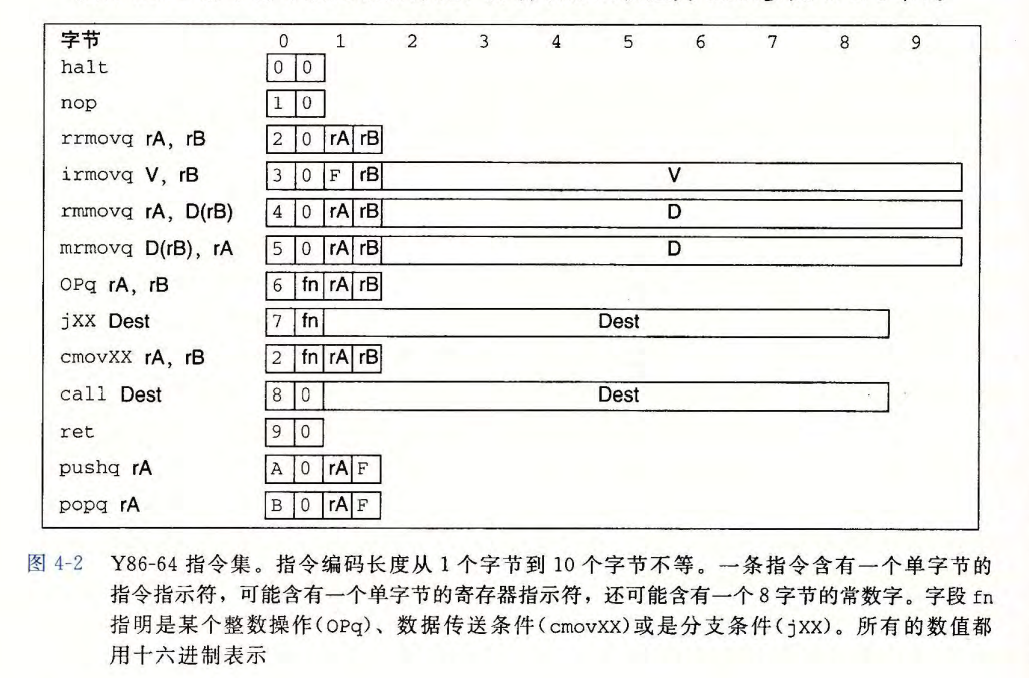 字节 0 1 2 3 4 5 6 7 8 9
halt 0 0
nop 1 0
rrmovq rA, rB 2 0 rA rB
irmovq V, rB 3 0 F rB V
rmmovq rA, D(rB) 4 0 rA rB D
mrmovq D(rB), rA 5 0 rA rB D
OPq rA, rB 6 fn rA rB
jXX Dest 7 fn Dest
cmovXX rA, rB 2 fn rA rB
call Dest 8 0 Dest
ret 9 0
pushq rA A 0 rA F
popq rA B 0 rA F
图 4-2 Y86-64 指令集。指令编码长度从 1 个字节到 10 个字节不等。一条指令含有一个单字节的
指令指示符，可能含有一个单字节的寄存器指示符，还可能含有一个 8 字节的常数字。字段 fn
指明是某个整数操作(OPq)、数据传送条件(cmovXX)或是分支条件(jXX)。所有的数值都
用十六进制表示